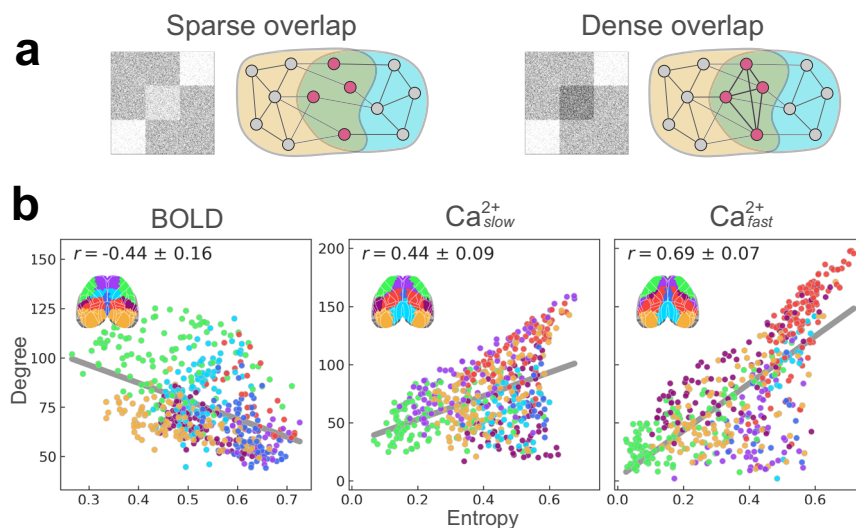 a
Sparse overlap
Dense overlap
b
BOLD
Ca²⁺slow
Ca²⁺fast
r = -0.44 ± 0.16
r = 0.44 ± 0.09
r = 0.69 ± 0.07
Degree
150
125
100
75
50
200
150
100
50
0
0.3 0.4 0.5 0.6 0.7
0.0 0.2 0.4 0.6
0.0 0.2 0.4 0.6
Entropy